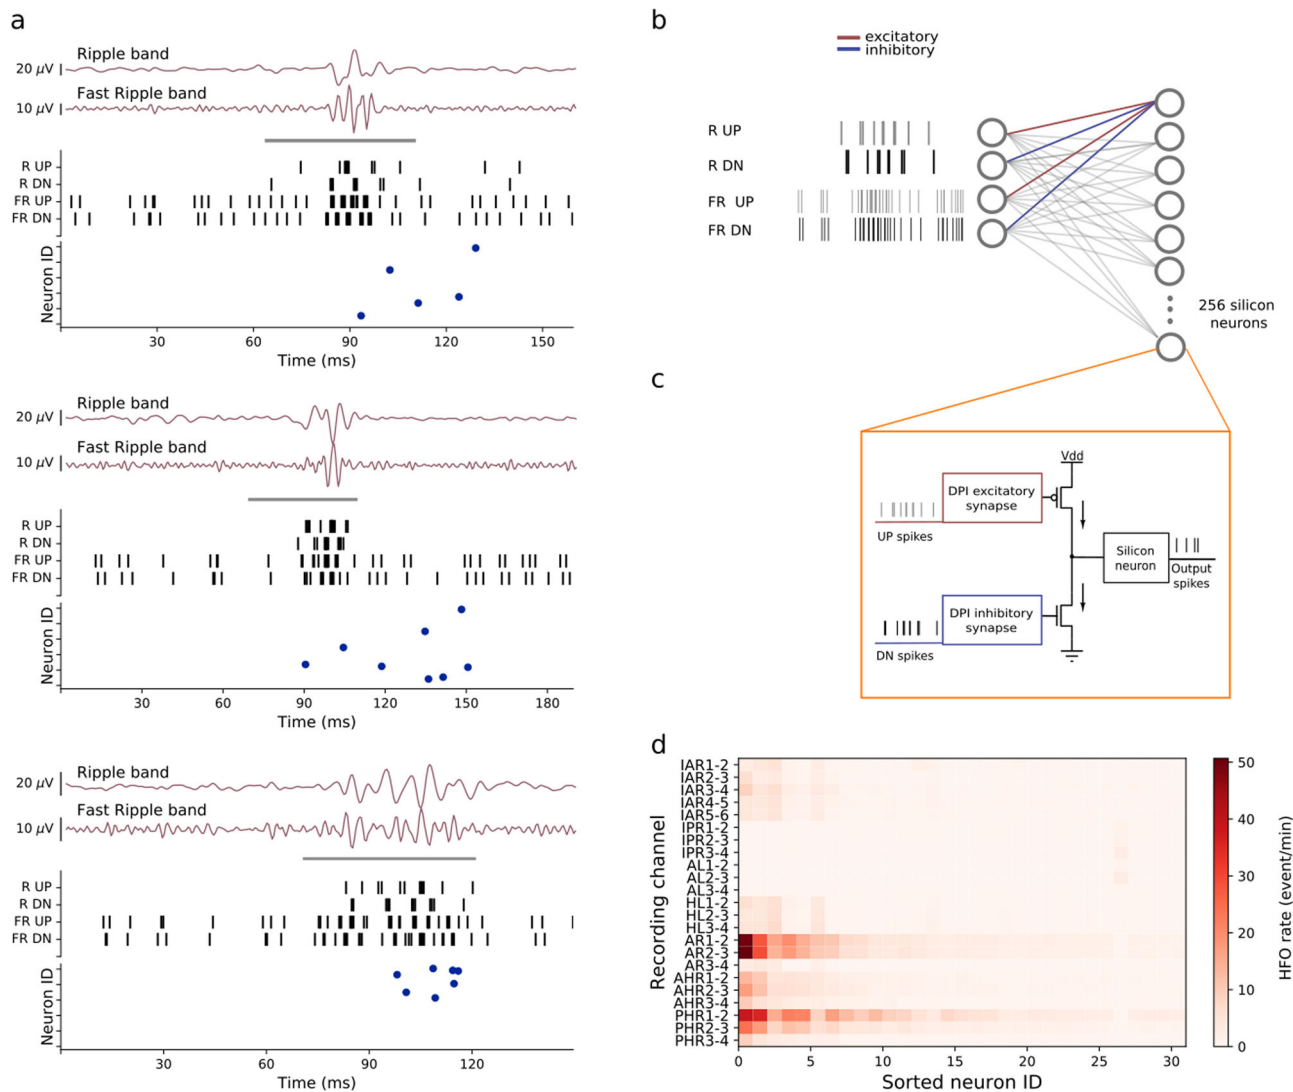 a
Ripple band
20 µV
Fast Ripple band
10 µV
R UP
R DN
FR UP
FR DN
Neuron ID
30 60 90 120 150
Time (ms)
Ripple band
20 µV
Fast Ripple band
10 µV
R UP
R DN
FR UP
FR DN
Neuron ID
30 60 90 120 150 180
Time (ms)
Ripple band
20 µV
Fast Ripple band
10 µV
R UP
R DN
FR UP
FR DN
Neuron ID
30 60 90 120
Time (ms)
b
excitatory
inhibitory
R UP
R DN
FR UP
FR DN
256 silicon
neurons
c
Vdd
DPI excitatory
synapse
UP spikes
Silicon
neuron
Output
spikes
DPI inhibitory
synapse
DN spikes
d
Recording channel
IAR1-2
IAR2-3
IAR3-4
IAR4-5
IAR5-6
IPR1-2
IPR2-3
IPR3-4
AL1-2
AL2-3
AL3-4
HL1-2
HL2-3
HL3-4
AR1-2
AR2-3
AR3-4
AHR1-2
AHR2-3
AHR3-4
PHR1-2
PHR2-3
PHR3-4
0 5 10 15 20 25 30
Sorted neuron ID
50
40
30
20
10
0
HFO rate (event/min)